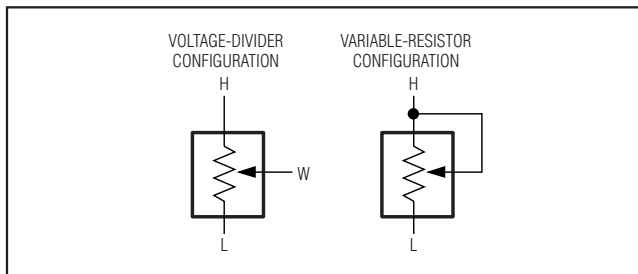 VOLTAGE-DIVIDER
CONFIGURATION
H
W
L
VARIABLE-RESISTOR
CONFIGURATION
H
L